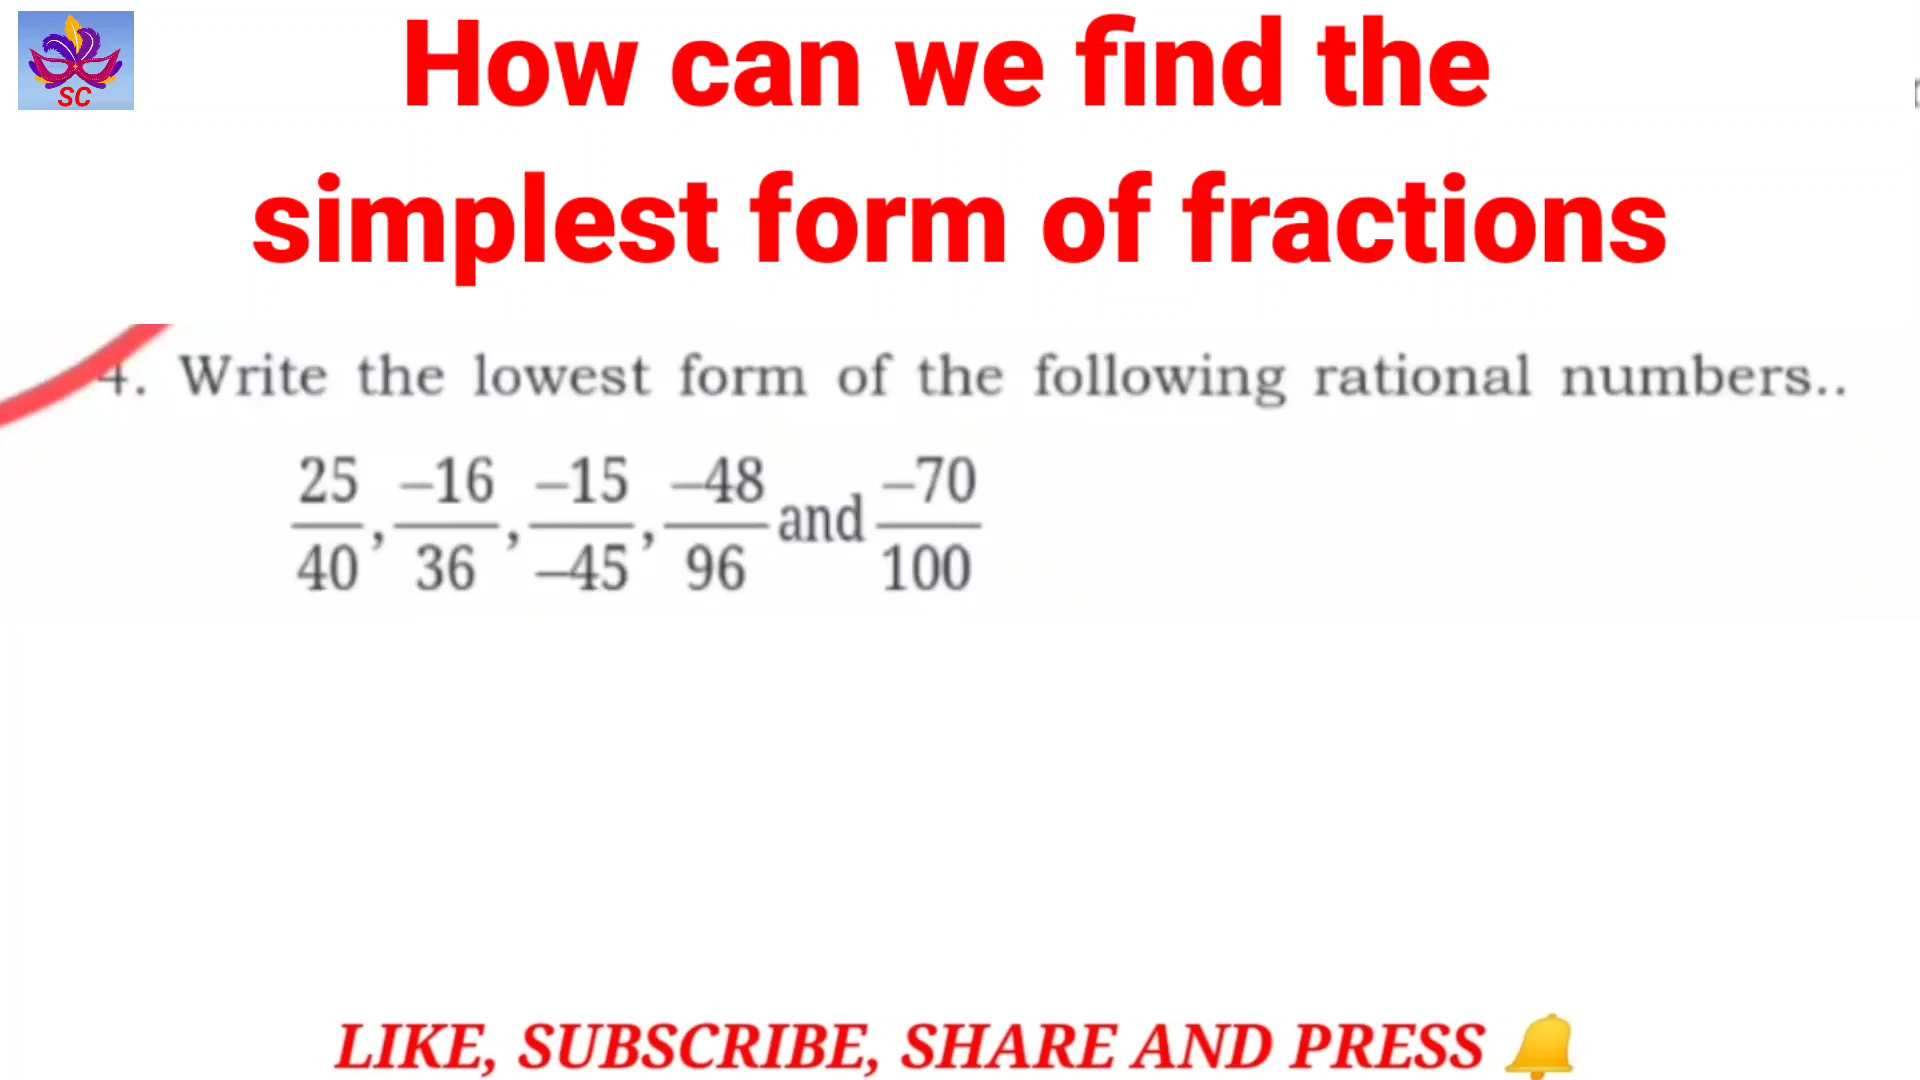 SC
How can we find the
simplest form of fractions
4. Write the lowest form of the following rational numbers..
25/40, –16/36, –15/–45, –48/96 and –70/100
LIKE, SUBSCRIBE, SHARE AND PRESS 🔔